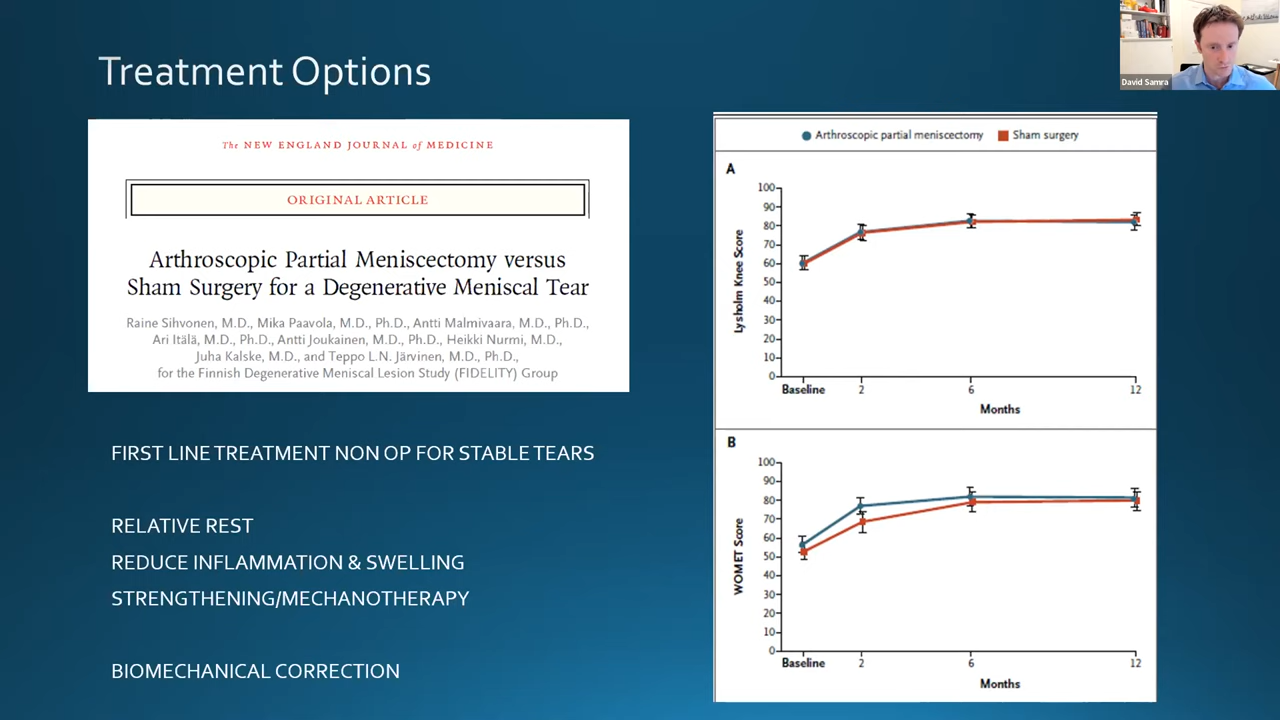 Treatment Options
David Samra
The NEW ENGLAND JOURNAL of MEDICINE
ORIGINAL ARTICLE
Arthroscopic Partial Meniscectomy versus
Sham Surgery for a Degenerative Meniscal Tear
Raine Sihvonen, M.D., Mika Paavola, M.D., Ph.D., Antti Malmivaara, M.D., Ph.D.,
Ari Itälä, M.D., Ph.D., Antti Joukainen, M.D., Ph.D., Heikki Nurmi, M.D.,
Juha Kalske, M.D., and Teppo L.N. Järvinen, M.D., Ph.D.,
for the Finnish Degenerative Meniscal Lesion Study (FIDELITY) Group
FIRST LINE TREATMENT NON OP FOR STABLE TEARS
RELATIVE REST
REDUCE INFLAMMATION & SWELLING
STRENGTHENING/MECHANOTHERAPY
BIOMECHANICAL CORRECTION
Arthroscopic partial meniscectomy Sham surgery
A
Lysholm Knee Score
100
90
80
70
60
50
40
30
20
10
0
Baseline 2 6 12
Months
B
WOMET Score
100
90
80
70
60
50
40
30
20
10
0
Baseline 2 6 12
Months